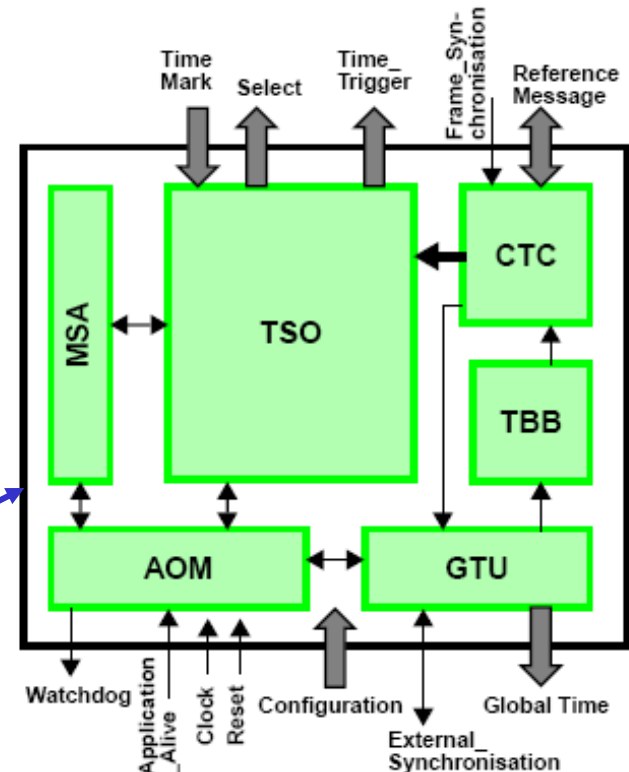 Time
Mark
Select
Time_
Trigger
Frame_Syn-
chronisation
Reference
Message
MSA
TSO
CTC
TBB
AOM
GTU
Watchdog
Application
_Alive
Clock
Reset
Configuration
External_
Synchronisation
Global Time